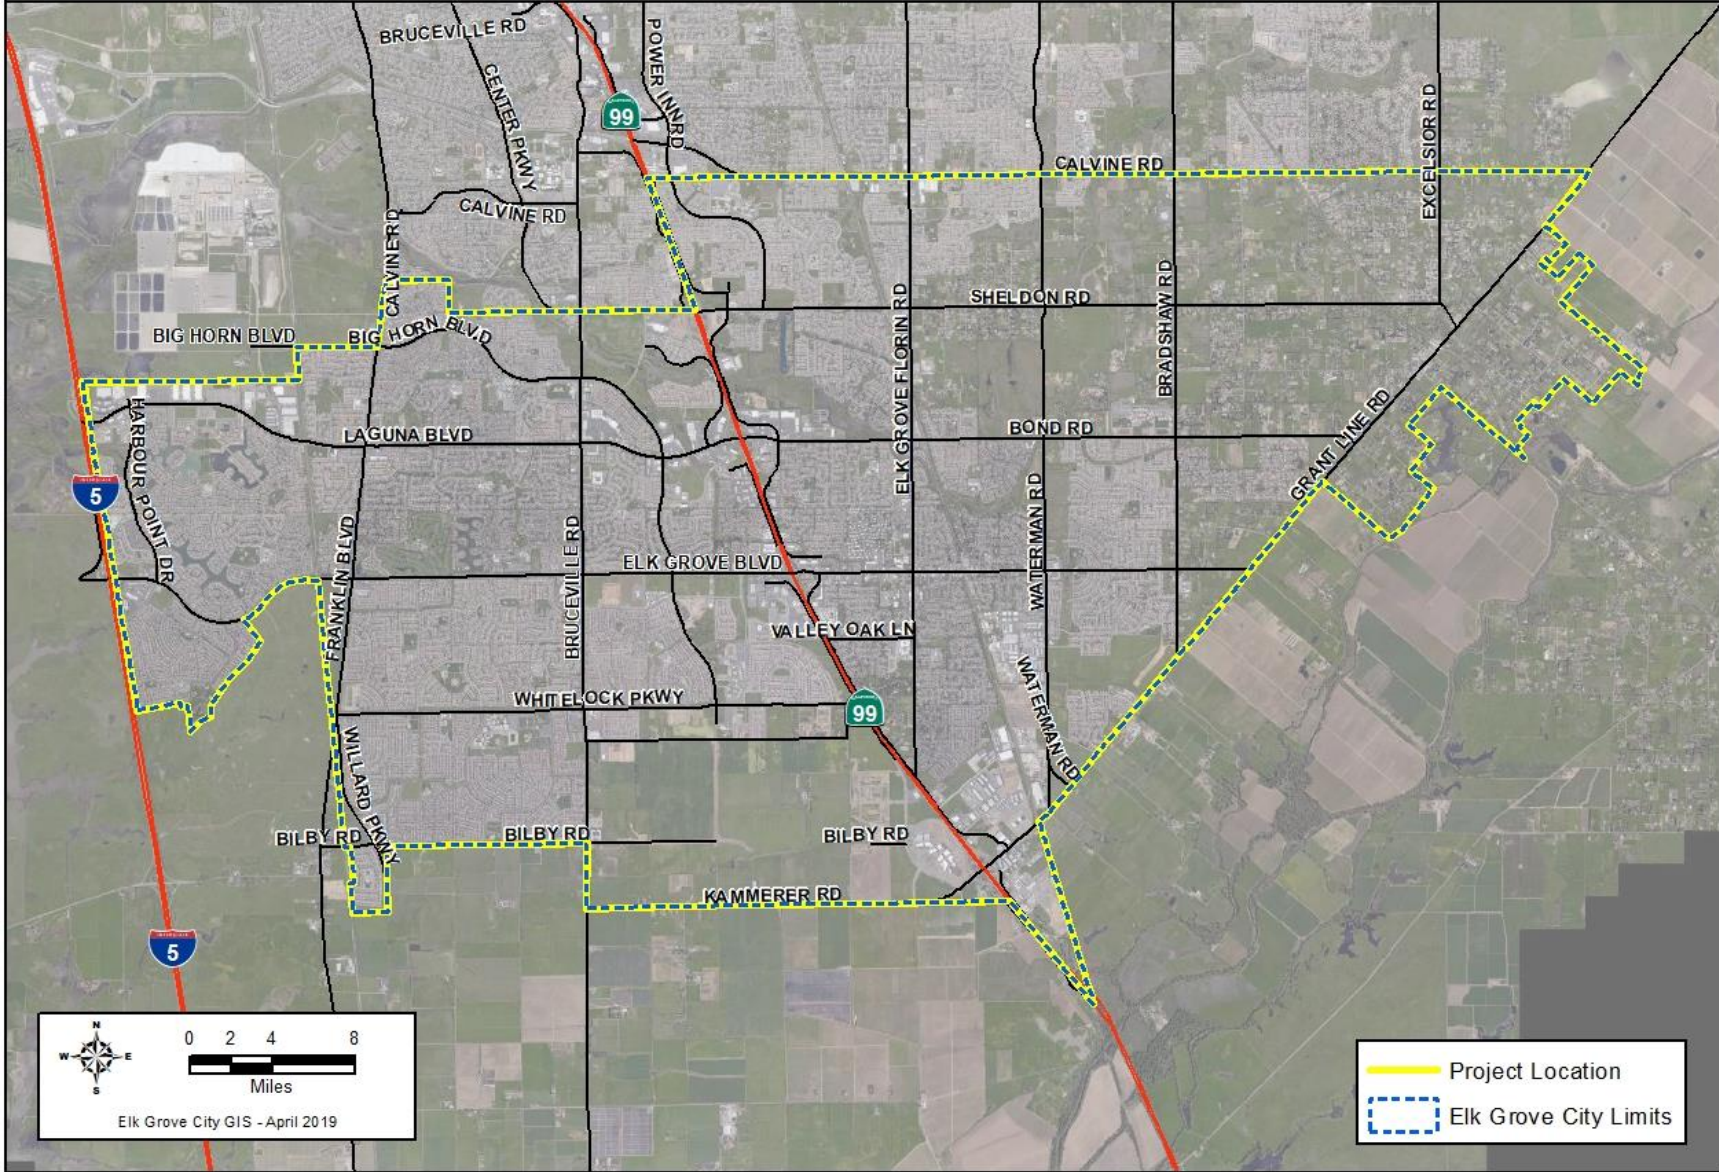 BRUCEVILLE RD
POWER INN RD
CENTER PKWY
99
EXCELSIOR RD
CALVINE RD
CALVINE RD
CALVINE RD
BRADSHAW RD
ELK GROVE FLORIN RD
SHELDON RD
BIG HORN BLVD
BIG HORN BLVD
HARBOUR POINT DR
LAGUNA BLVD
BOND RD
GRANT LINE RD
5
WATERMAN RD
FRANKLIN BLVD
BRUCEVILLE RD
ELK GROVE BLVD
VALLEY OAK LN
WATERMAN RD
WHITELOCK PKWY
99
WILLARD PKWY
BILBY RD
BILBY RD
BILBY RD
KAMMERER RD
5
N
W E
S
0 2 4 8
Miles
Elk Grove City GIS - April 2019
Project Location
Elk Grove City Limits